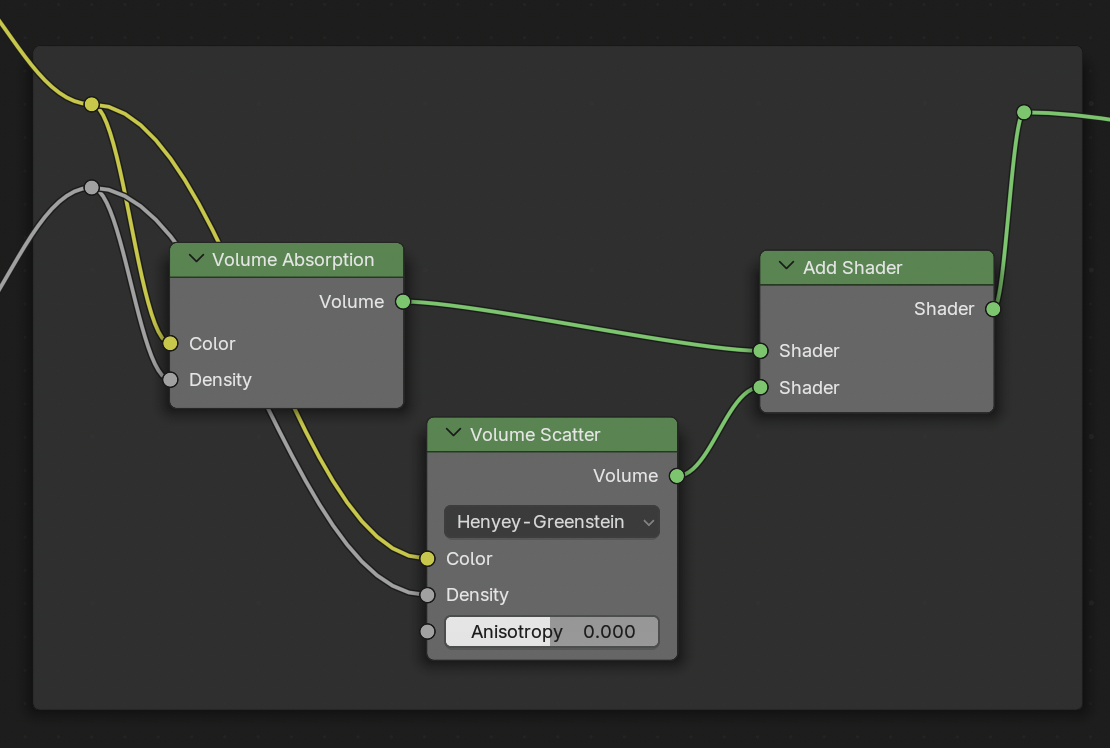 Volume Absorption
Volume
Color
Density
Volume Scatter
Volume
Henyey-Greenstein
Color
Density
Anisotropy 0.000
Add Shader
Shader
Shader
Shader